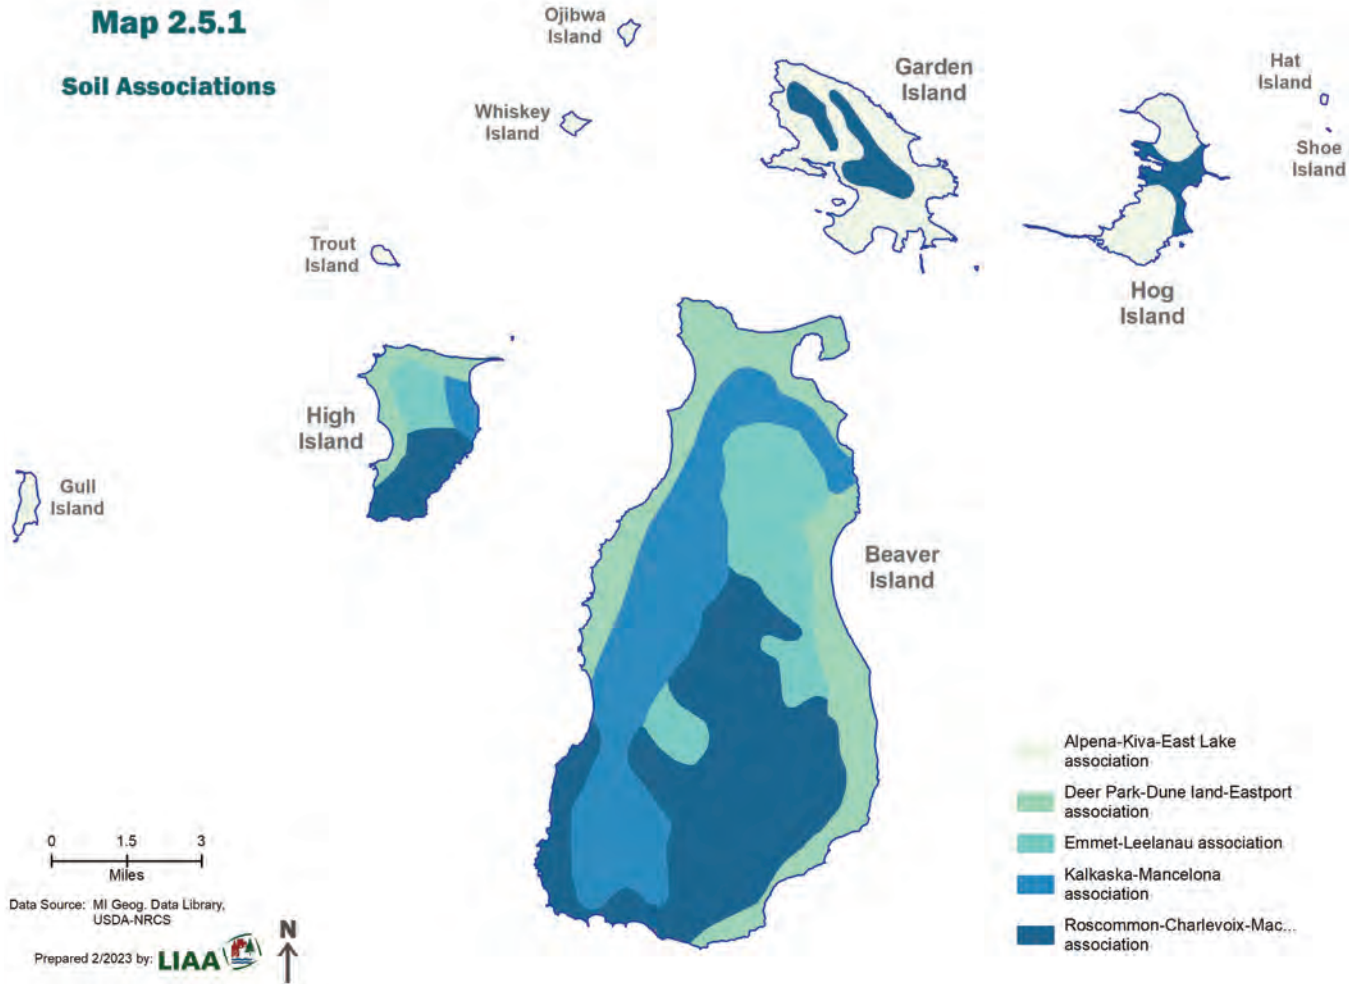 Map 2.5.1
Soil Associations
Ojibwa
Island
Whiskey
Island
Garden
Island
Hat
Island
Shoe
Island
Trout
Island
Hog
Island
High
Island
Gull
Island
Beaver
Island
Alpena-Kiva-East Lake
association
Deer Park-Dune land-Eastport
association
Emmet-Leelanau association
Kalkaska-Mancelona
association
Roscommon-Charlevoix-Mac...
association
0 1.5 3
Miles
Data Source: MI Geog. Data Library,
USDA-NRCS
Prepared 2/2023 by: LIAA
N